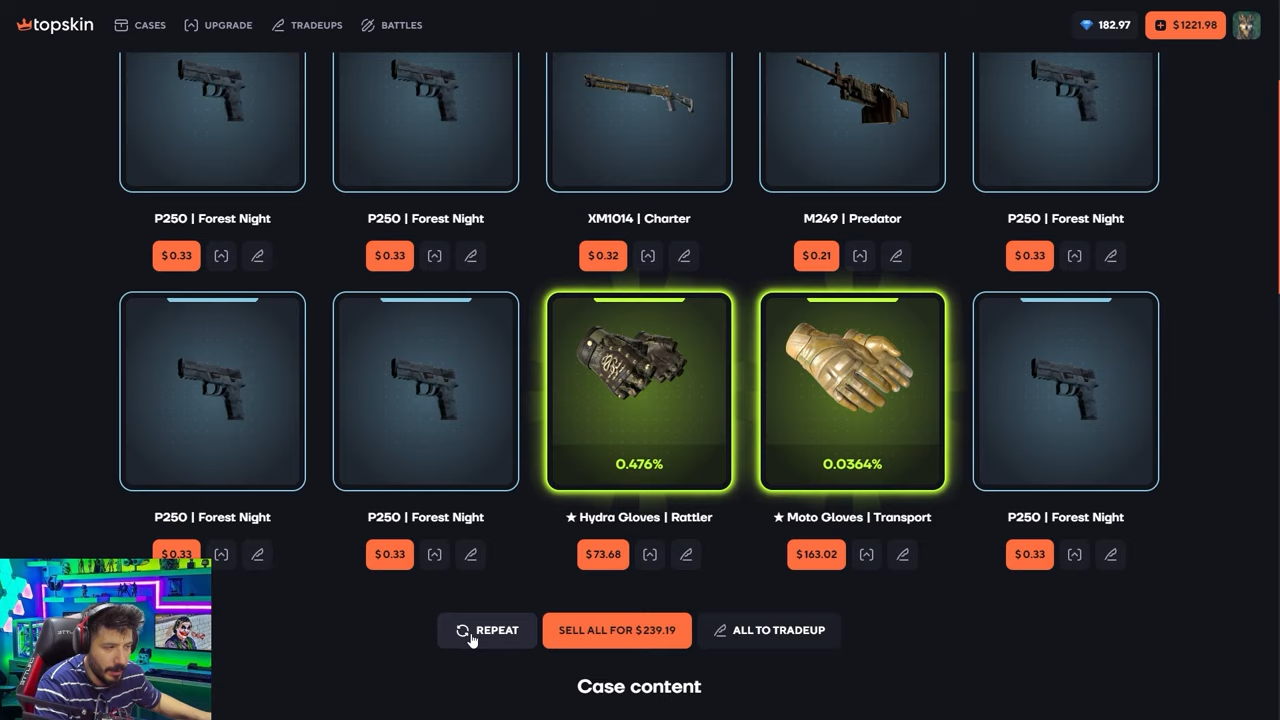 topskin CASES UPGRADE TRADEUPS BATTLES 182.97 $1221.98
P250 | Forest Night P250 | Forest Night XM1014 | Charter M249 | Predator P250 | Forest Night
$0.33 $0.33 $0.32 $0.21 $0.33
0.476% 0.0364%
P250 | Forest Night P250 | Forest Night ★ Hydra Gloves | Rattler ★ Moto Gloves | Transport P250 | Forest Night
$0.33 $0.33 $73.68 $163.02 $0.33
REPEAT SELL ALL FOR $239.19 ALL TO TRADEUP
Case content